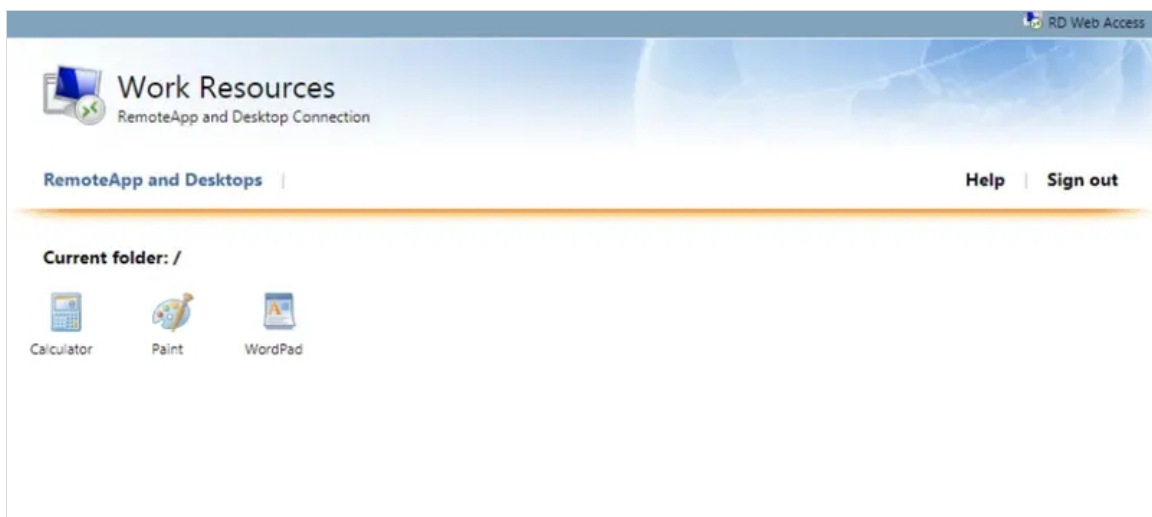 RD Web Access
Work Resources
RemoteApp and Desktop Connection
RemoteApp and Desktops |
Help | Sign out
Current folder: /
Calculator Paint WordPad